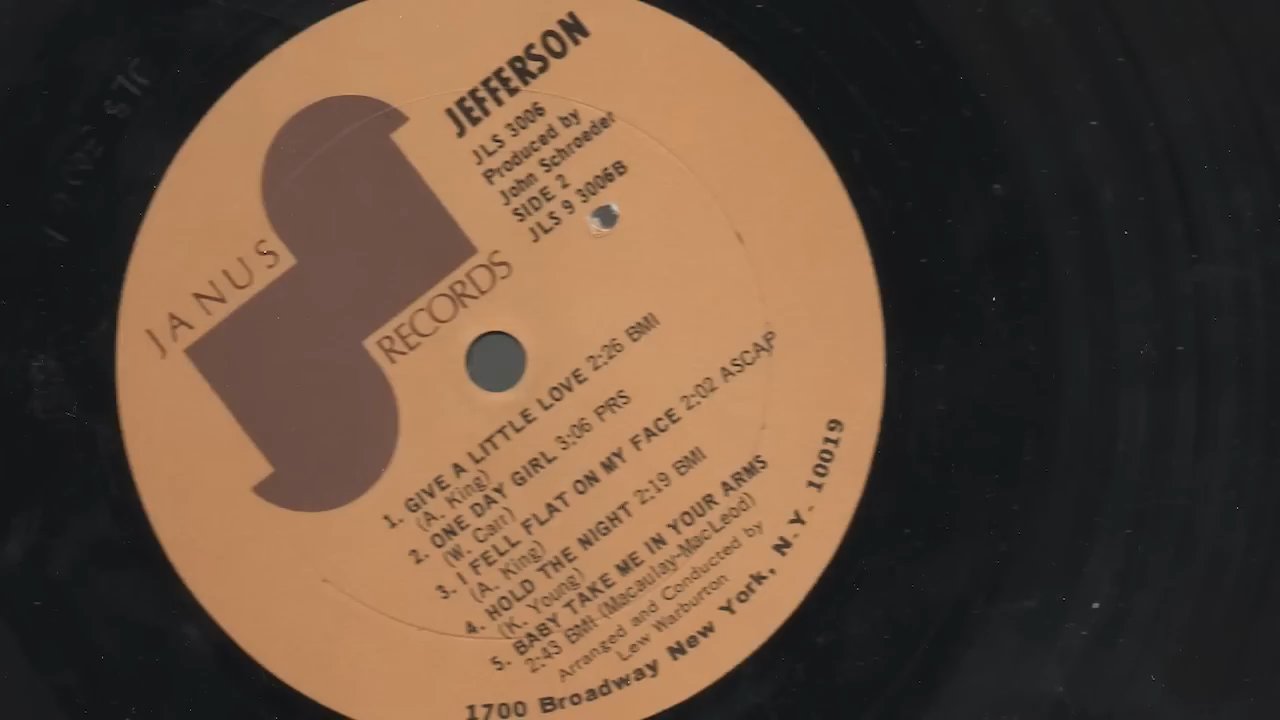 JANUS
RECORDS
JEFFERSON
JLS 3006
Produced by
John Schroeder
SIDE 2
JLS 9 3006B
1. GIVE A LITTLE LOVE 2:26 BMI
(A. King)
2. ONE DAY GIRL 3:06 PRS
(W. Carr)
3. I FELL FLAT ON MY FACE 2:02 ASCAP
(A. King)
4. HOLD THE NIGHT 2:19 BMI
(K. Young)
5. BABY TAKE ME IN YOUR ARMS
2:43 BMI (Macaulay-MacLeod)
Arranged and Conducted by
Lew Warburton
1700 Broadway New York, N.Y. 10019